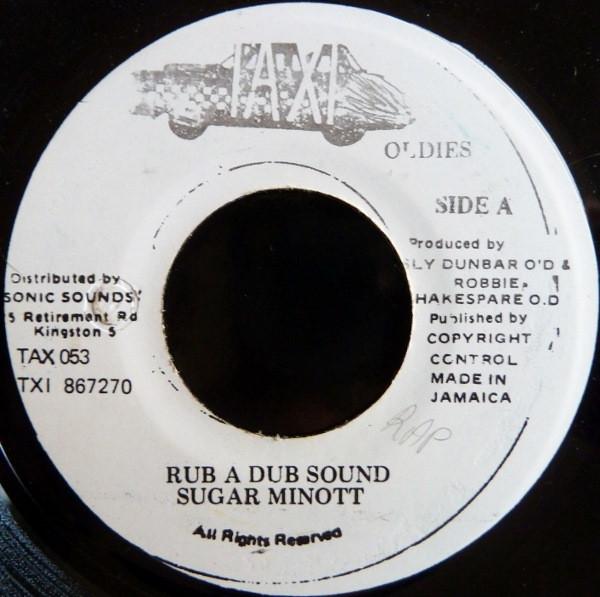 TAXI
OLDIES
SIDE A
Produced by
SLY DUNBAR O'D &
ROBBIE
SHAKESPARE O.D
Published by
COPYRIGHT
CONTROL
MADE IN
JAMAICA
Distributed by
SONIC SOUNDS
5 Retirement Rd
Kingston 5
TAX 053
TXI 867270
RAP
RUB A DUB SOUND
SUGAR MINOTT
All Rights Reserved